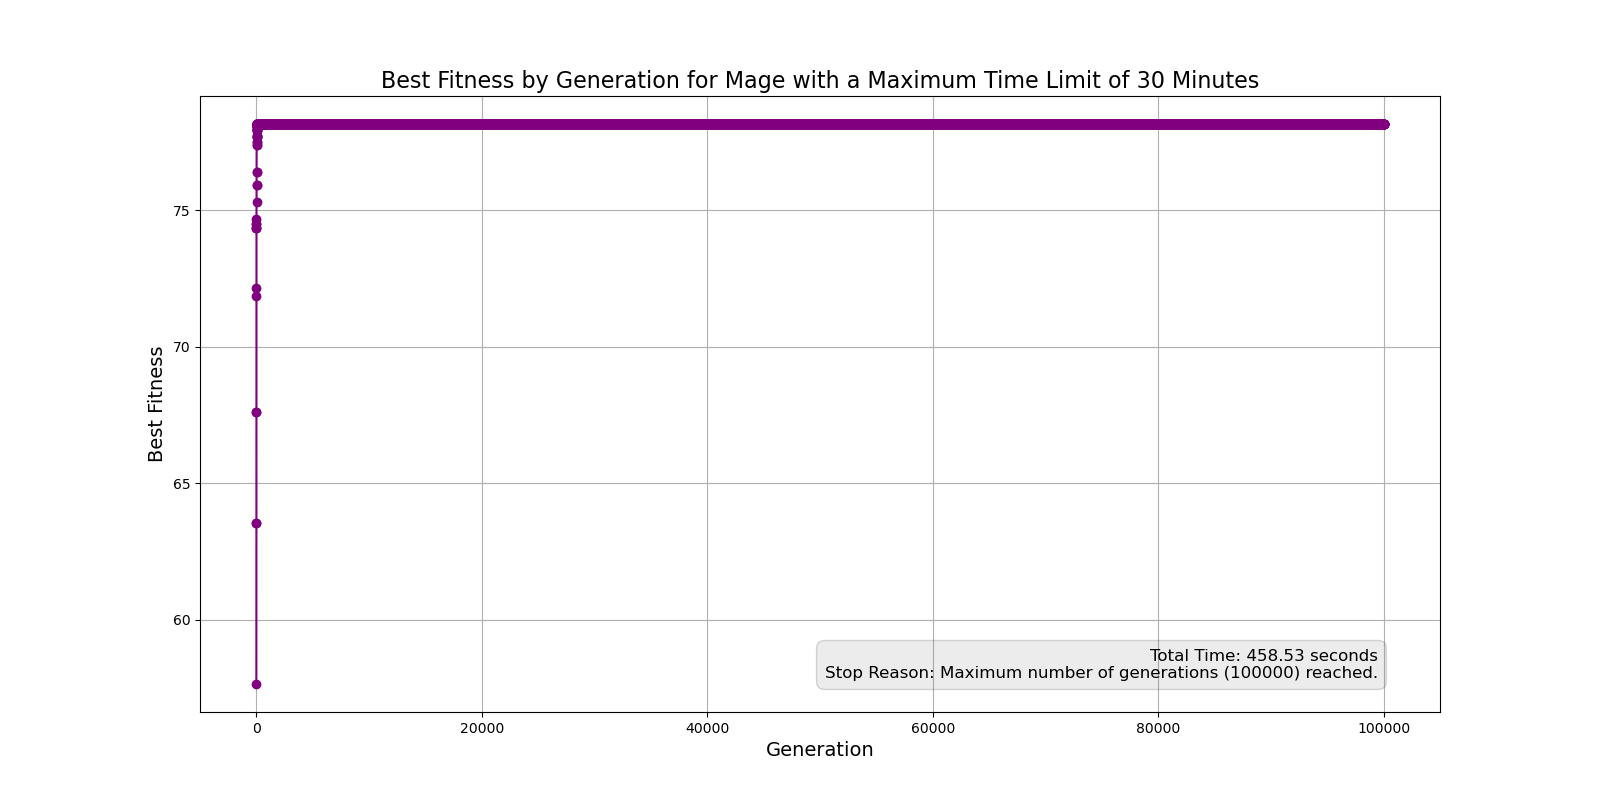 Best Fitness by Generation for Mage with a Maximum Time Limit of 30 Minutes
Best Fitness
75
70
65
60
Total Time: 458.53 seconds
Stop Reason: Maximum number of generations (100000) reached.
0
20000
40000
60000
80000
100000
Generation